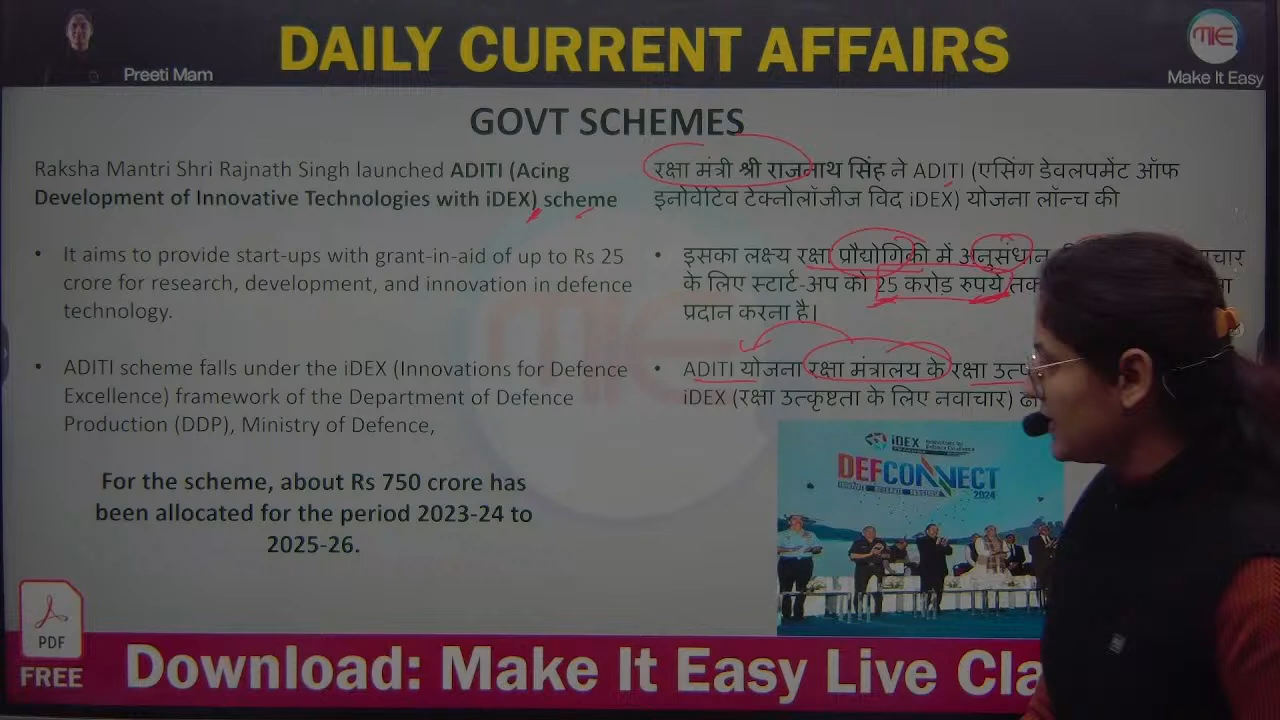 DAILY CURRENT AFFAIRS
Preeti Mam
MIE
Make It Easy
GOVT SCHEMES
Raksha Mantri Shri Rajnath Singh launched ADITI (Acing
Development of Innovative Technologies with iDEX) scheme
• It aims to provide start-ups with grant-in-aid of up to Rs 25
crore for research, development, and innovation in defence
technology.
• ADITI scheme falls under the iDEX (Innovations for Defence
Excellence) framework of the Department of Defence
Production (DDP), Ministry of Defence,
For the scheme, about Rs 750 crore has
been allocated for the period 2023-24 to
2025-26.
रक्षा मंत्री श्री राजनाथ सिंह ने ADITI (एसिंग डेवलपमेंट ऑफ
इनोवेटिव टेक्नोलॉजीज विद iDEX) योजना लॉन्च की
• इसका लक्ष्य रक्षा प्रौद्योगिकी में अनुसंधान
के लिए स्टार्ट-अप को 25 करोड़ रुपये तक
प्रदान करना है।
• ADITI योजना रक्षा मंत्रालय के रक्षा
iDEX (रक्षा उत्कृष्टता के लिए नवाचार)
iDEX
DEFCONNECT
2024
PDF
FREE
Download: Make It Easy Live